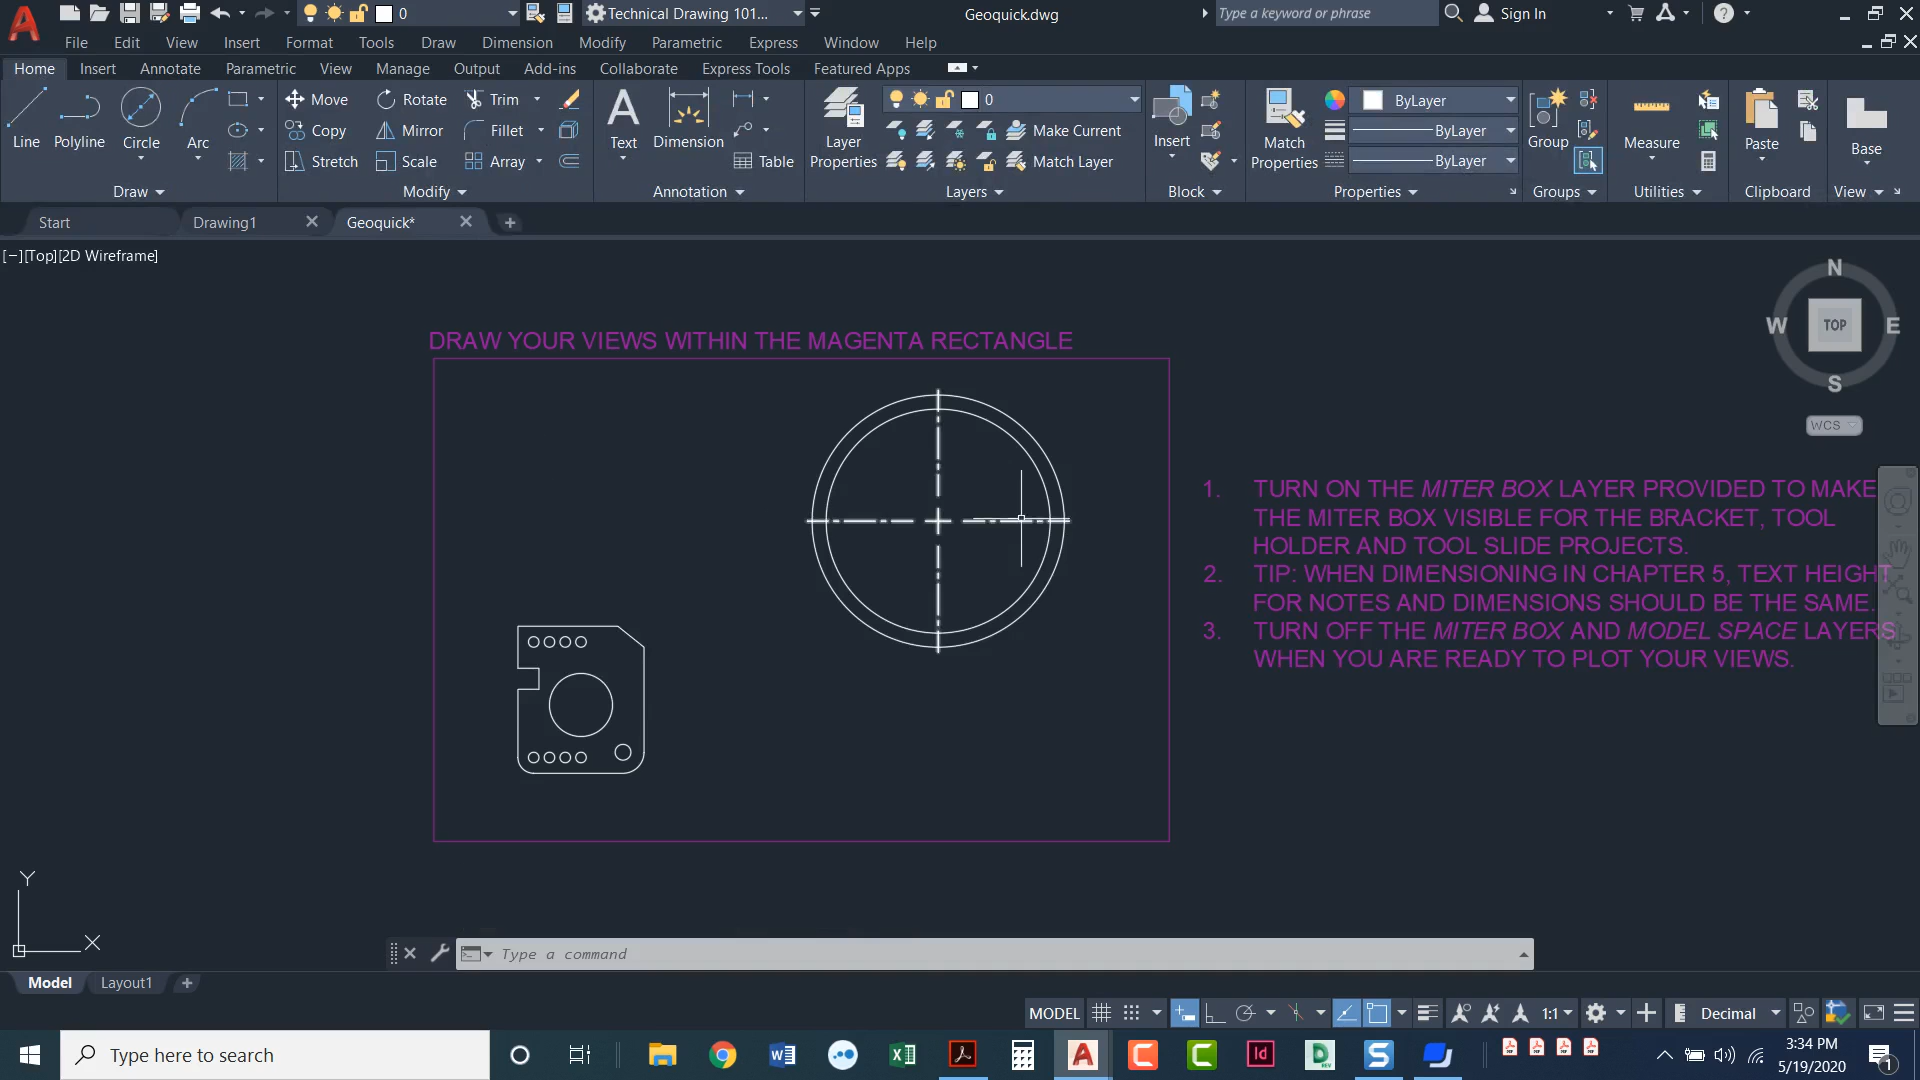 0
Technical Drawing 101...
Geoquick.dwg
Type a keyword or phrase
Sign In
File Edit View Insert Format Tools Draw Dimension Modify Parametric Express Window Help
Home Insert Annotate Parametric View Manage Output Add-ins Collaborate Express Tools Featured Apps
Line
Polyline
Circle
Arc
Draw
Move
Rotate
Trim
Copy
Mirror
Fillet
Stretch
Scale
Array
Modify
Text
Dimension
Table
Annotation
Layer
Properties
0
Make Current
Match Layer
Layers
Insert
Block
Match
Properties
ByLayer
ByLayer
ByLayer
Properties
Group
Groups
Measure
Utilities
Paste
Clipboard
Base
View
Start
Drawing1
Geoquick*
[−][Top][2D Wireframe]
N
W
TOP
E
S
WCS
DRAW YOUR VIEWS WITHIN THE MAGENTA RECTANGLE
1. TURN ON THE MITER BOX LAYER PROVIDED TO MAKE
THE MITER BOX VISIBLE FOR THE BRACKET, TOOL
HOLDER AND TOOL SLIDE PROJECTS.
2. TIP: WHEN DIMENSIONING IN CHAPTER 5, TEXT HEIGHT
FOR NOTES AND DIMENSIONS SHOULD BE THE SAME.
3. TURN OFF THE MITER BOX AND MODEL SPACE LAYERS
WHEN YOU ARE READY TO PLOT YOUR VIEWS.
Y
X
Type a command
Model
Layout1
MODEL
1:1
Decimal
Type here to search
3:34 PM
5/19/2020
1